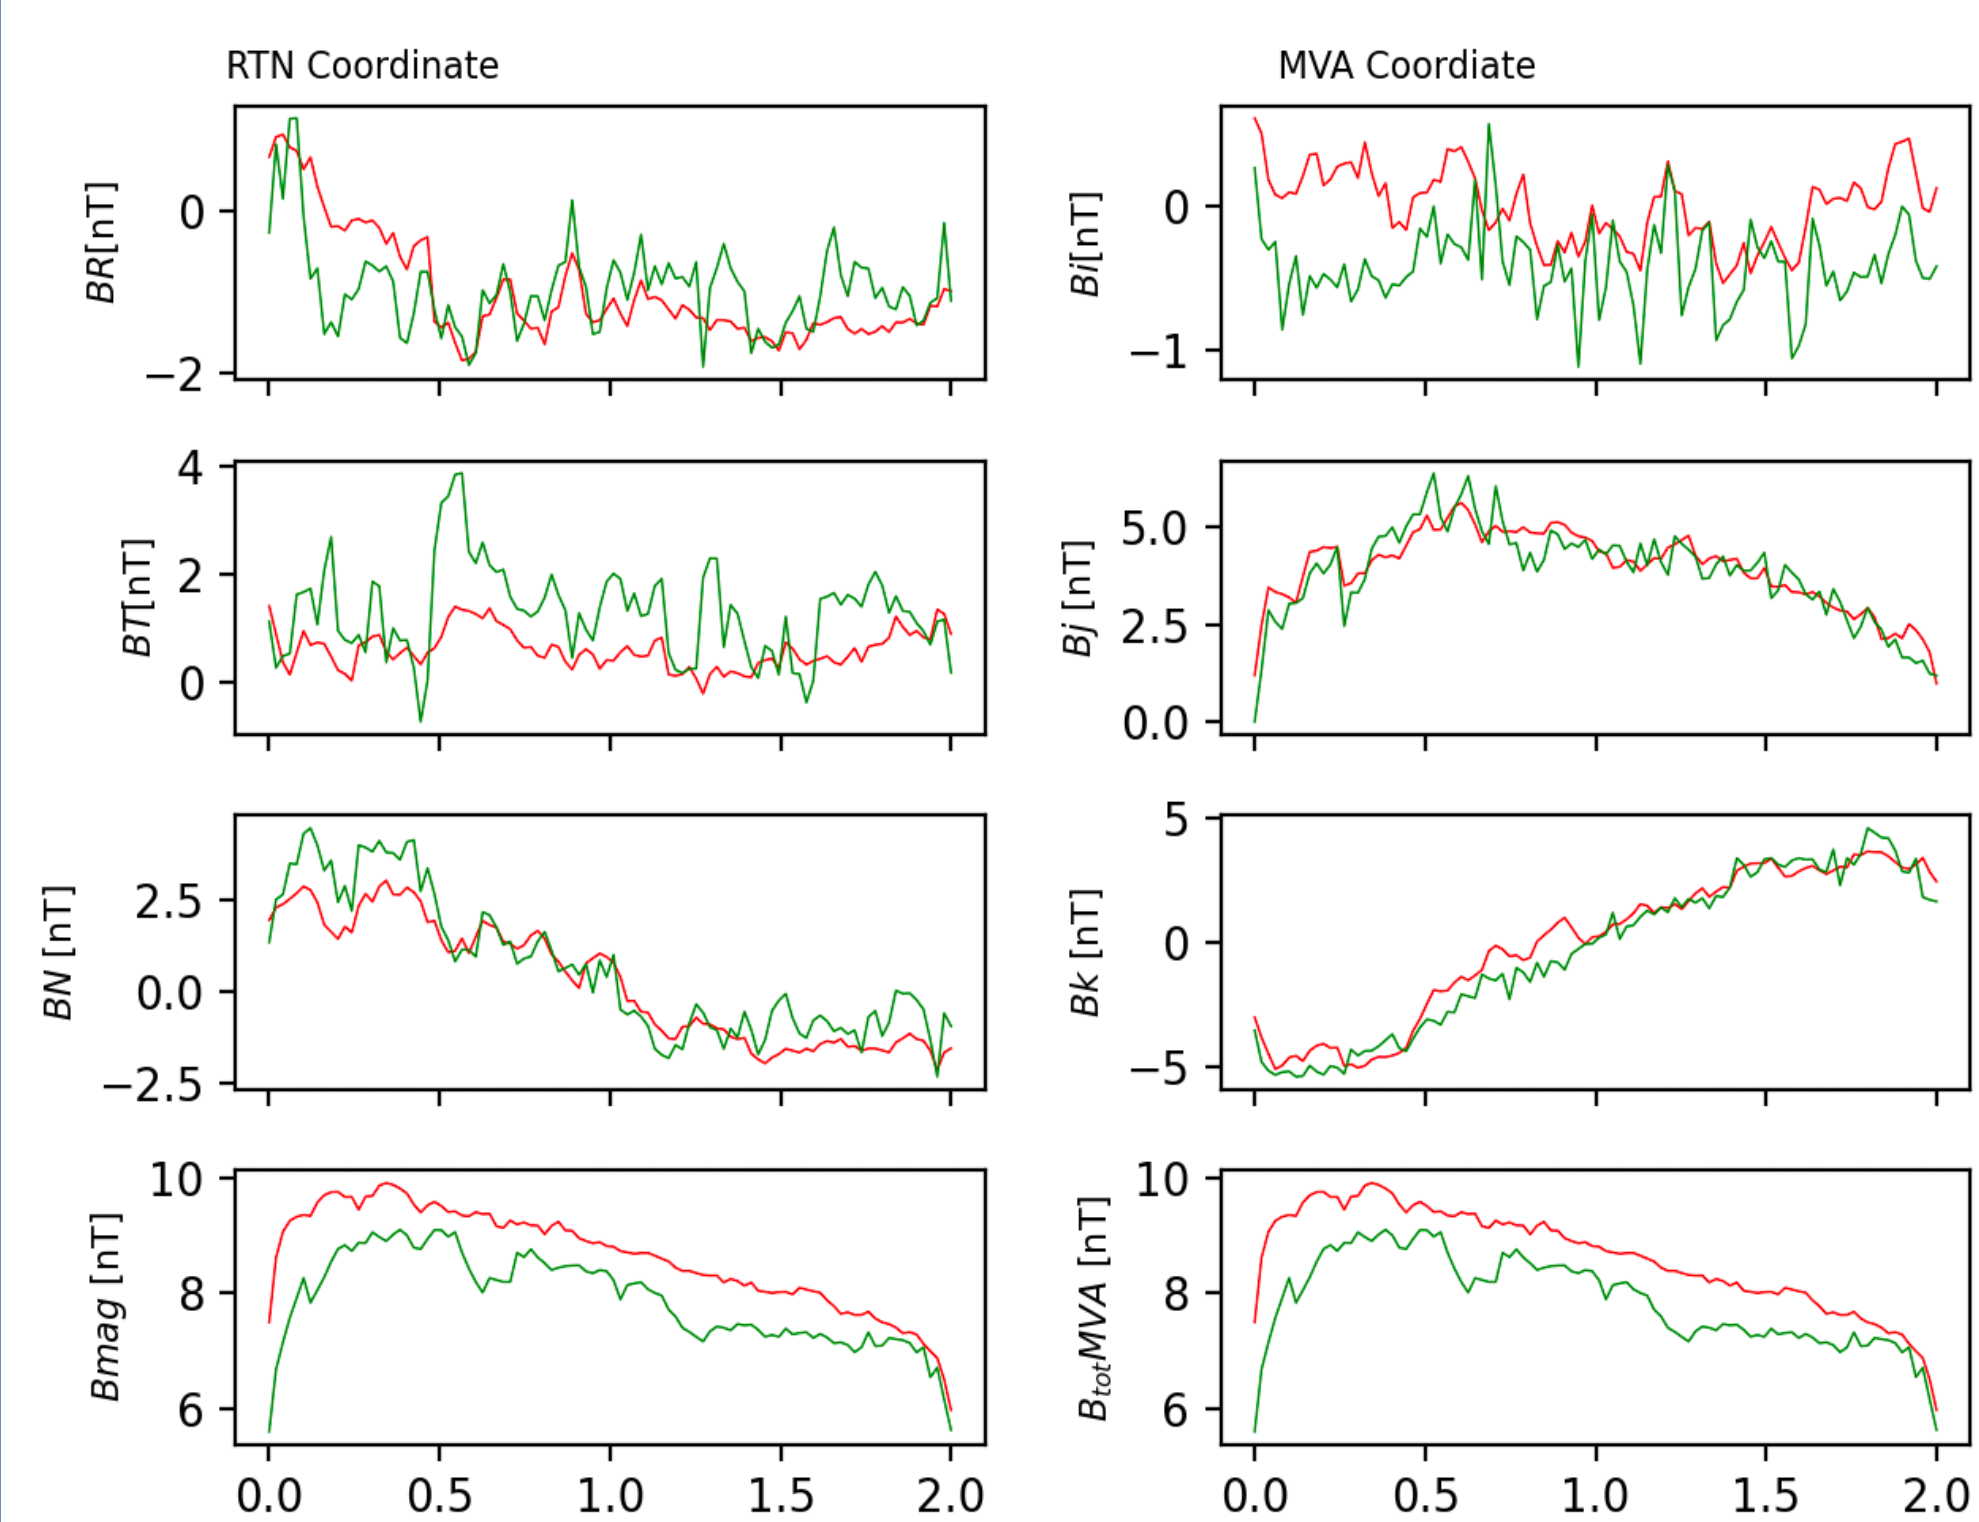 RTN Coordinate
MVA Coordiate
BR[nT]
0
−2
Bi[nT]
0
−1
BT[nT]
4
2
0
Bj [nT]
5.0
2.5
0.0
BN [nT]
2.5
0.0
−2.5
Bk [nT]
5
0
−5
Bmag [nT]
10
8
6
0.0 0.5 1.0 1.5 2.0
BtotMVA [nT]
10
8
6
0.0 0.5 1.0 1.5 2.0